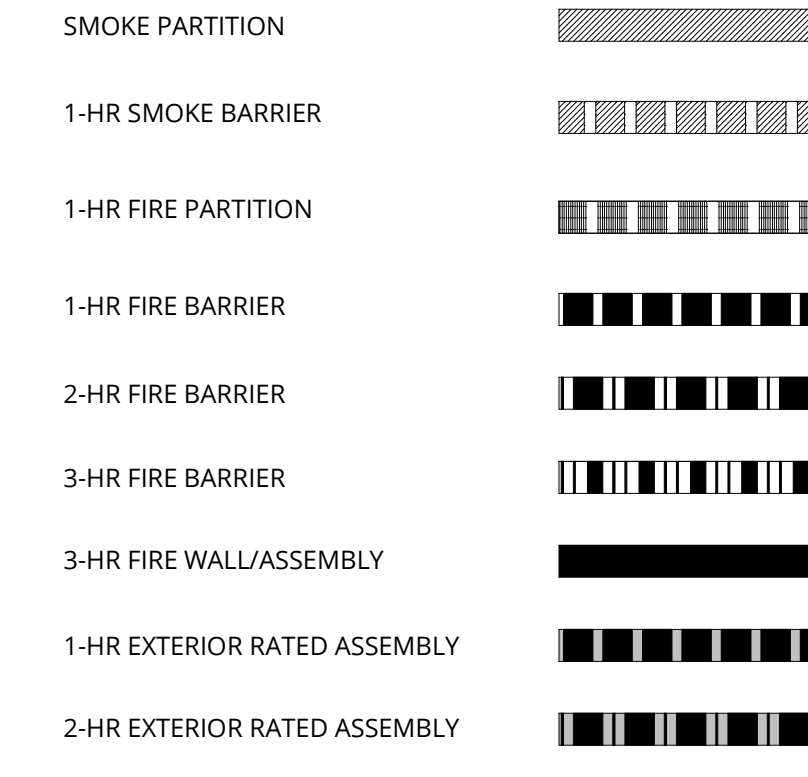 SMOKE PARTITION
1-HR SMOKE BARRIER
1-HR FIRE PARTITION
1-HR FIRE BARRIER
2-HR FIRE BARRIER
3-HR FIRE BARRIER
3-HR FIRE WALL/ASSEMBLY
1-HR EXTERIOR RATED ASSEMBLY
2-HR EXTERIOR RATED ASSEMBLY